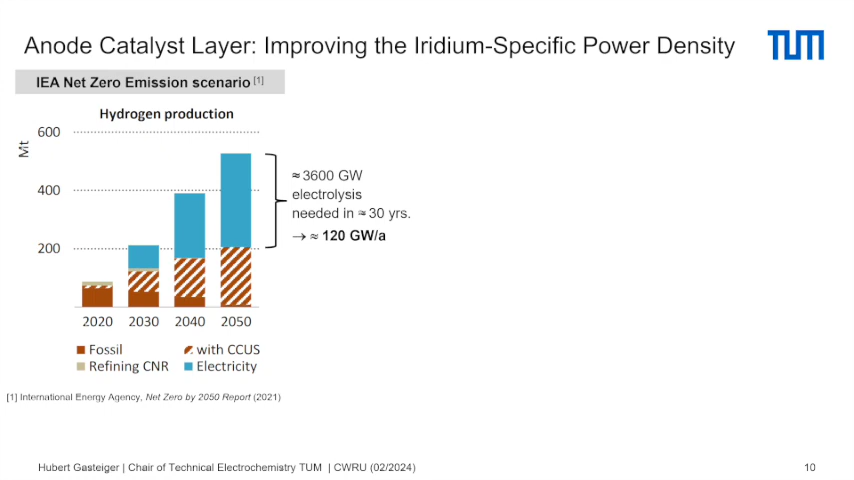 Anode Catalyst Layer: Improving the Iridium-Specific Power Density
TUM
IEA Net Zero Emission scenario [1]
Hydrogen production
Mt
600
400
200
2020 2030 2040 2050
Fossil with CCUS
Refining CNR Electricity
≈ 3600 GW
electrolysis
needed in ≈ 30 yrs.
→ ≈ 120 GW/a
[1] International Energy Agency, Net Zero by 2050 Report (2021)
Hubert Gasteiger | Chair of Technical Electrochemistry TUM | CWRU (02/2024)
10